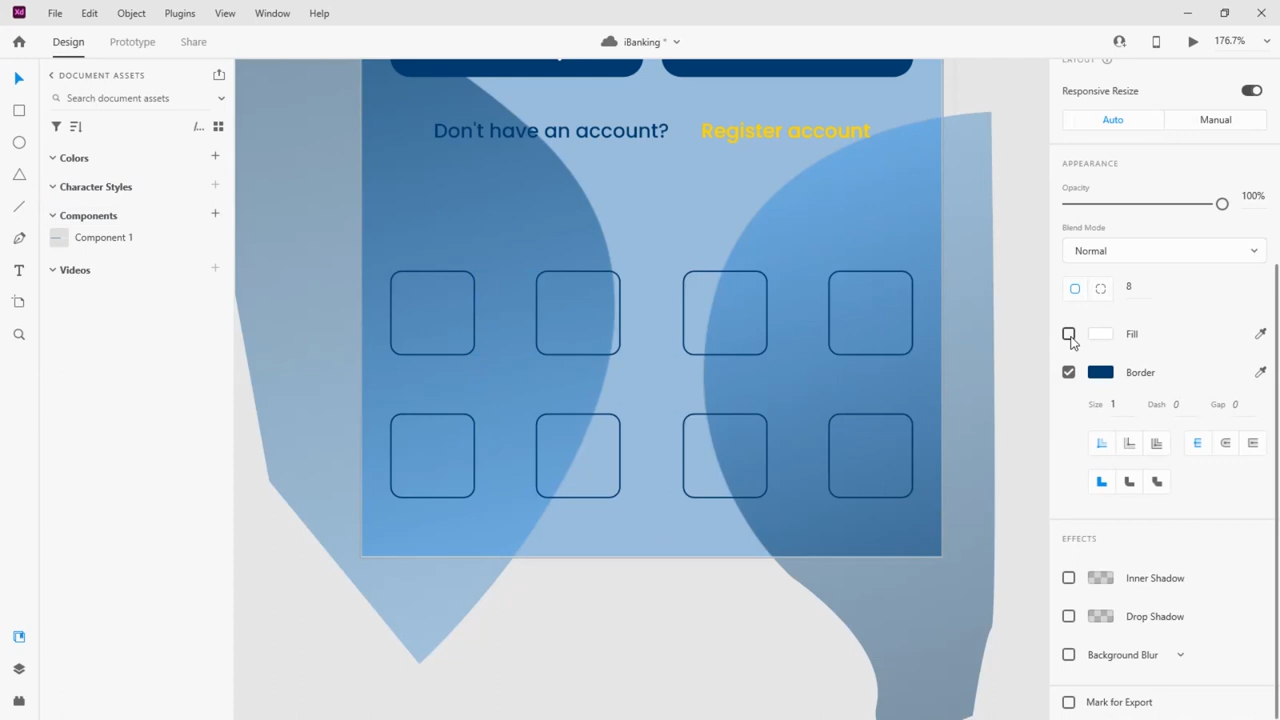 Xd File Edit Object Plugins View Window Help
Design Prototype Share iBanking * 176.7%
DOCUMENT ASSETS
Search document assets
Colors
Character Styles
Components
Component 1
Videos
Don't have an account? Register account
LAYOUT
Responsive Resize
Auto Manual
APPEARANCE
Opacity
100%
Blend Mode
Normal
8
Fill
Border
Size 1 Dash 0 Gap 0
EFFECTS
Inner Shadow
Drop Shadow
Background Blur
Mark for Export